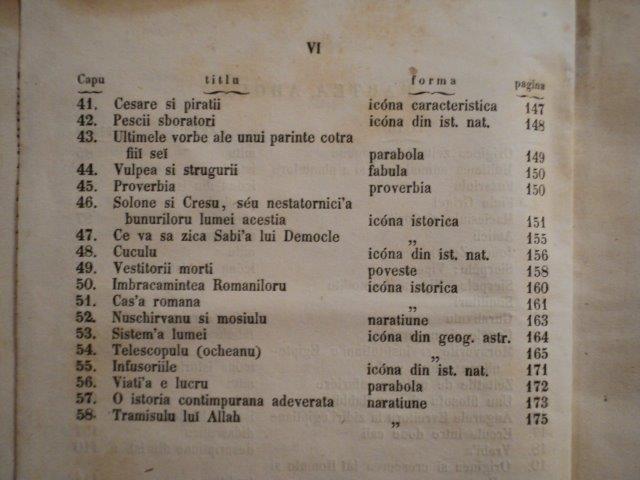 VI
Capu titlu forma pagina
41. Cesare si piratii icóna caracteristica 147
42. Pescii sboratori icóna din ist. nat. 148
43. Ultimele vorbe ale unui parinte cotra
fiiĭ seĭ parabola 149
44. Vulpea si strugurii fabula 150
45. Proverbia proverbia 150
46. Solone si Cresu, séu nestatornici'a
bunuriloru lumei acestia icóna istorica 151
47. Ce va sa zica Sabi'a lui Democle „ 155
48. Cuculu icóna din ist. nat. 156
49. Vestitorii morti poveste 158
50. Imbracamintea Romaniloru icóna istorica 160
51. Cas'a romana „ 161
52. Nuschirvanu si mosiulu naratiune 163
53. Sistem'a lumei icóna din geog. astr. 164
54. Telescopulu (ocheanu) „ 165
55. Infusoriile icóna din ist. nat. 171
56. Viati'a e lucru parabola 172
57. O istoria contimpurana adeverata naratiune 173
58. Tramisulu lui Allah „ 175